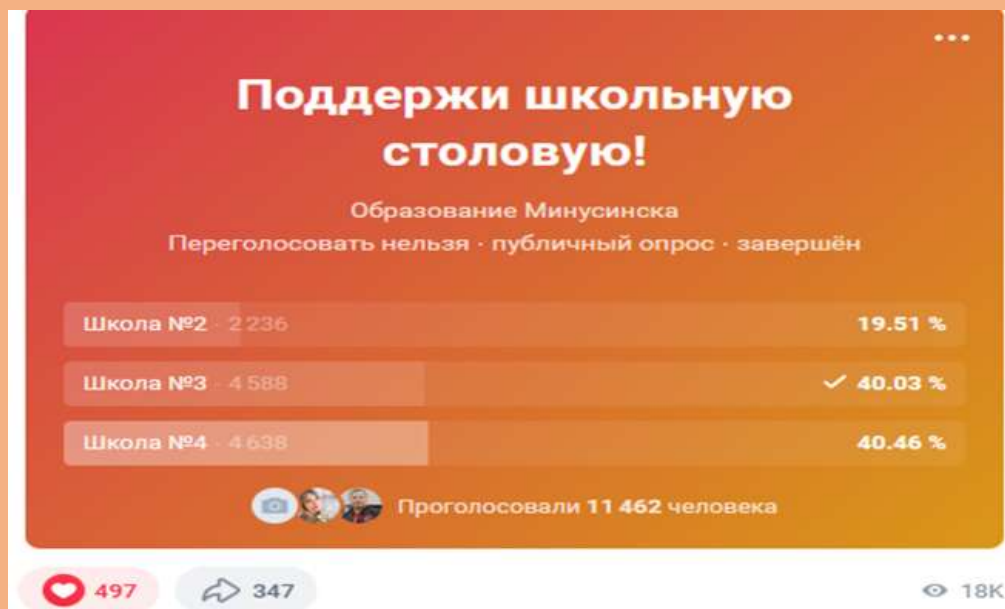 Поддержи школьную
столовую!
Образование Минусинска
Переголосовать нельзя · публичный опрос · завершён
Школа №2 · 2 236 19.51 %
Школа №3 · 4 588 40.03 %
Школа №4 · 4 638 40.46 %
Проголосовали 11 462 человека
497 347 18K